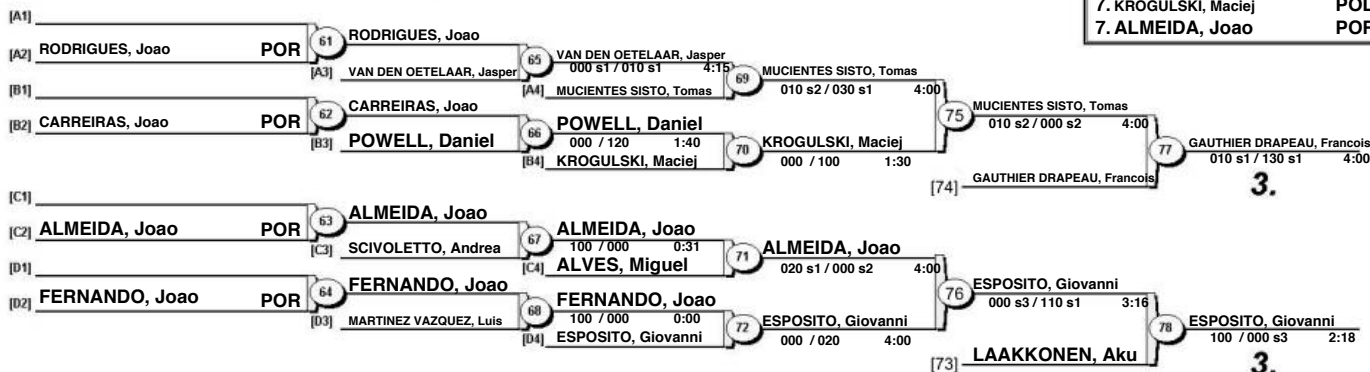 7. KROGULSKI, Maciej POL
7. ALMEIDA, Joao POR
[A1]
[A2] RODRIGUES, Joao POR
61 RODRIGUES, Joao
[A3] VAN DEN OETELAAR, Jasper
65 VAN DEN OETELAAR, Jasper
000 s1 / 010 s1 4:15
[A4] MUCIENTES SISTO, Tomas
69 MUCIENTES SISTO, Tomas
010 s2 / 030 s1 4:00
[B1]
[B2] CARREIRAS, Joao POR
62 CARREIRAS, Joao
[B3] POWELL, Daniel
66 POWELL, Daniel
000 / 120 1:40
[B4] KROGULSKI, Maciej
70 KROGULSKI, Maciej
000 / 100 1:30
75 MUCIENTES SISTO, Tomas
010 s2 / 000 s2 4:00
[74] GAUTHIER DRAPEAU, Francois
77 GAUTHIER DRAPEAU, Francois
010 s1 / 130 s1 4:00
3.
[C1]
[C2] ALMEIDA, Joao POR
63 ALMEIDA, Joao
[C3] SCIVOLETTO, Andrea
67 ALMEIDA, Joao
100 / 000 0:31
[C4] ALVES, Miguel
71 ALMEIDA, Joao
020 s1 / 000 s2 4:00
[D1]
[D2] FERNANDO, Joao POR
64 FERNANDO, Joao
[D3] MARTINEZ VAZQUEZ, Luis
68 FERNANDO, Joao
100 / 000 0:00
[D4] ESPOSITO, Giovanni
72 ESPOSITO, Giovanni
000 / 020 4:00
76 ESPOSITO, Giovanni
000 s3 / 110 s1 3:16
[73] LAAKKONEN, Aku
78 ESPOSITO, Giovanni
100 / 000 s3 2:18
3.